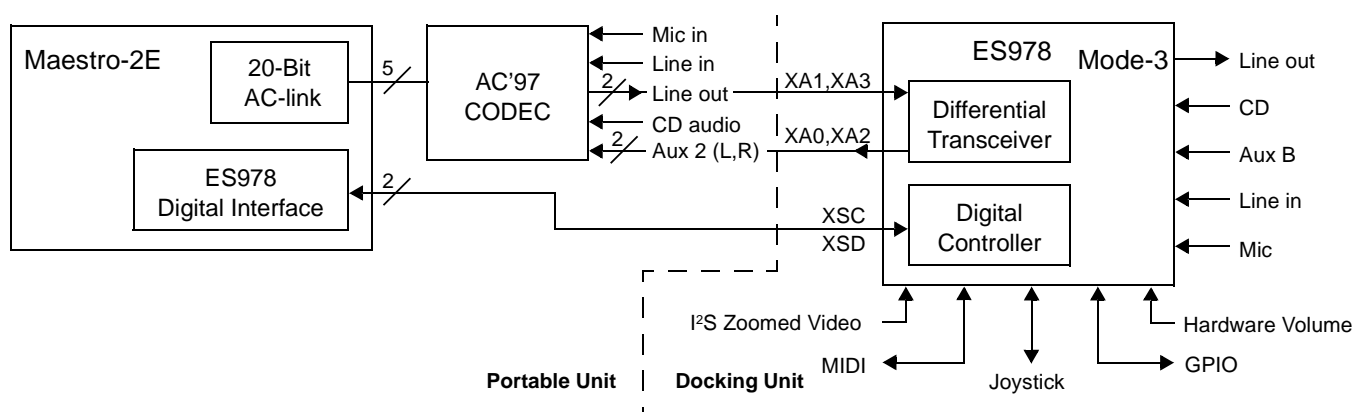 Maestro-2E
20-Bit
AC-link
5
AC'97
CODEC
Mic in
Line in
2
Line out
CD audio
2
Aux 2 (L,R)
XA1,XA3
XA0,XA2
ES978
Mode-3
Differential
Transceiver
Line out
CD
Aux B
Line in
Mic
ES978
Digital Interface
2
XSC
XSD
Digital
Controller
I²S Zoomed Video
MIDI
Joystick
GPIO
Hardware Volume
Portable Unit
Docking Unit